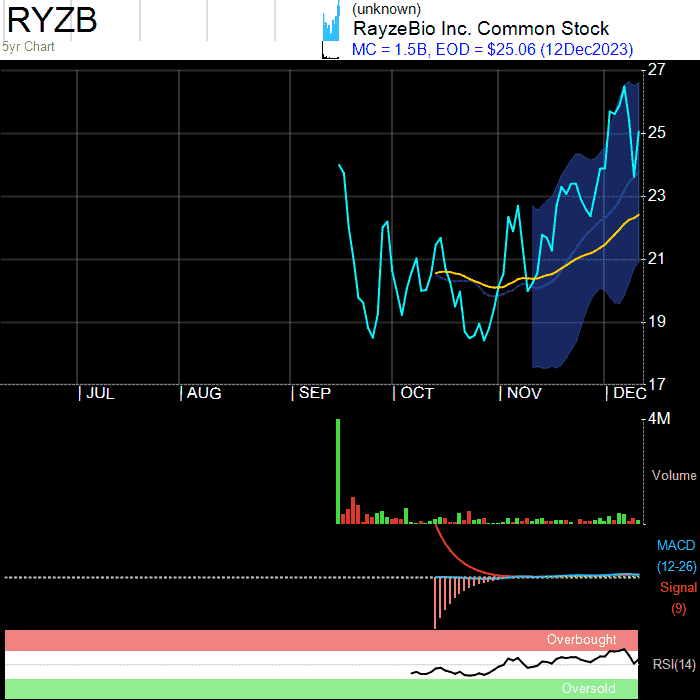 RYZB
5yr Chart
(unknown)
RayzeBio Inc. Common Stock
MC = 1.5B, EOD = $25.06 (12Dec2023)
27
25
23
21
19
17
JUL
AUG
SEP
OCT
NOV
DEC
4M
Volume
MACD
(12-26)
Signal
(9)
Overbought
RSI(14)
Oversold